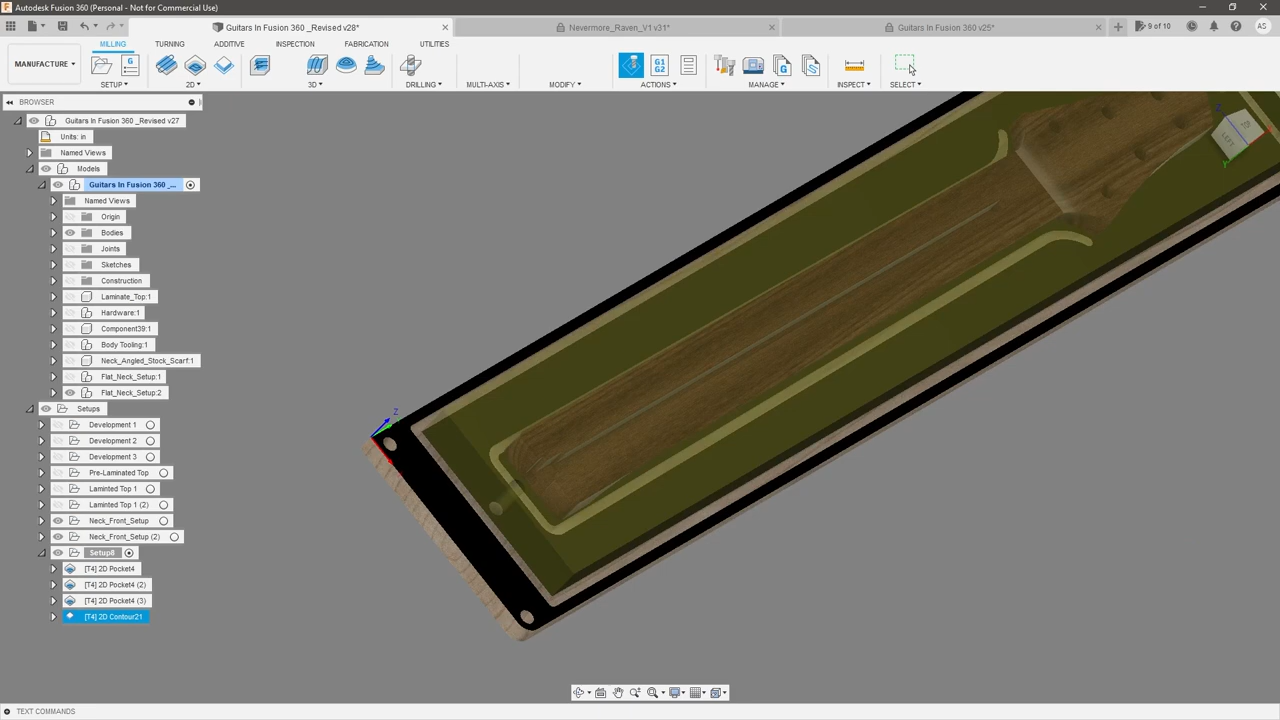 Autodesk Fusion 360 (Personal - Not for Commercial Use)
Guitars In Fusion 360 _Revised v28*
Nevermore_Raven_V1 v31*
Guitars In Fusion 360 v25*
9 of 10
AS
MILLING
TURNING
ADDITIVE
INSPECTION
FABRICATION
UTILITIES
MANUFACTURE
G
G1
G2
G
SETUP
2D
3D
DRILLING
MULTI-AXIS
MODIFY
ACTIONS
MANAGE
INSPECT
SELECT
BROWSER
Guitars In Fusion 360 _Revised v27
Units: in
Named Views
Models
Guitars In Fusion 360 _...
Named Views
Origin
Bodies
Joints
Sketches
Construction
Laminate_Top:1
Hardware:1
Component39:1
Body Tooling:1
Neck_Angled_Stock_Scarf:1
Flat_Neck_Setup:1
Flat_Neck_Setup:2
Setups
Development 1
Development 2
Development 3
Pre-Laminated Top
Laminted Top 1
Laminted Top 1 (2)
Neck_Front_Setup
Neck_Front_Setup (2)
Setup8
[T4] 2D Pocket4
[T4] 2D Pocket4 (2)
[T4] 2D Pocket4 (3)
[T4] 2D Contour21
Z
Z
LEFT
Y
TEXT COMMANDS